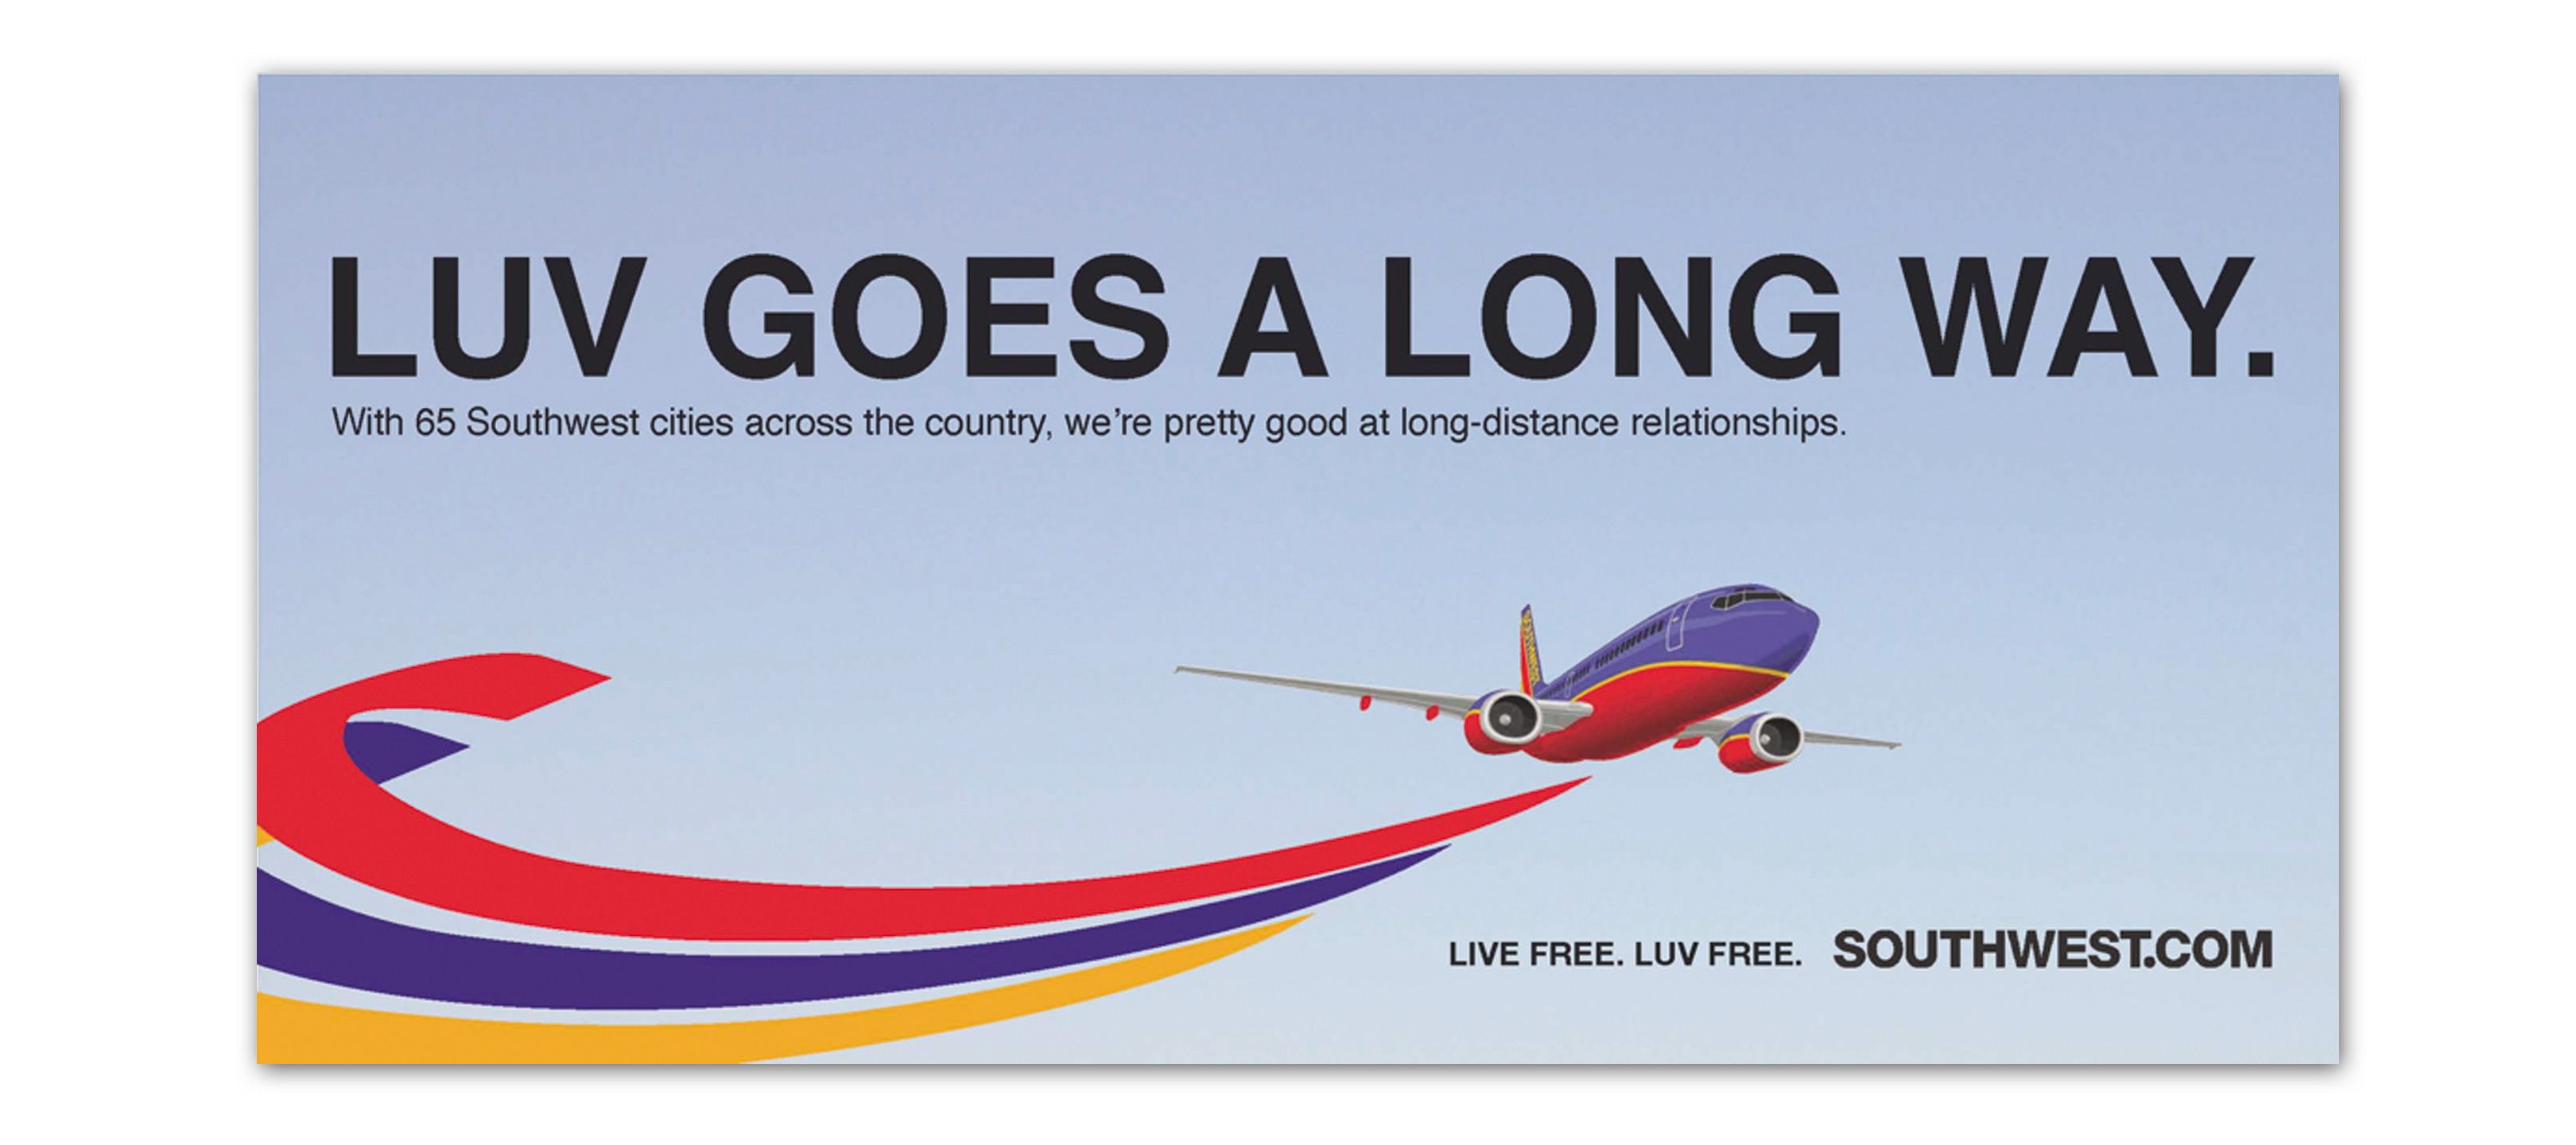 LUV GOES A LONG WAY.
With 65 Southwest cities across the country, we're pretty good at long-distance relationships.
LIVE FREE. LUV FREE. SOUTHWEST.COM